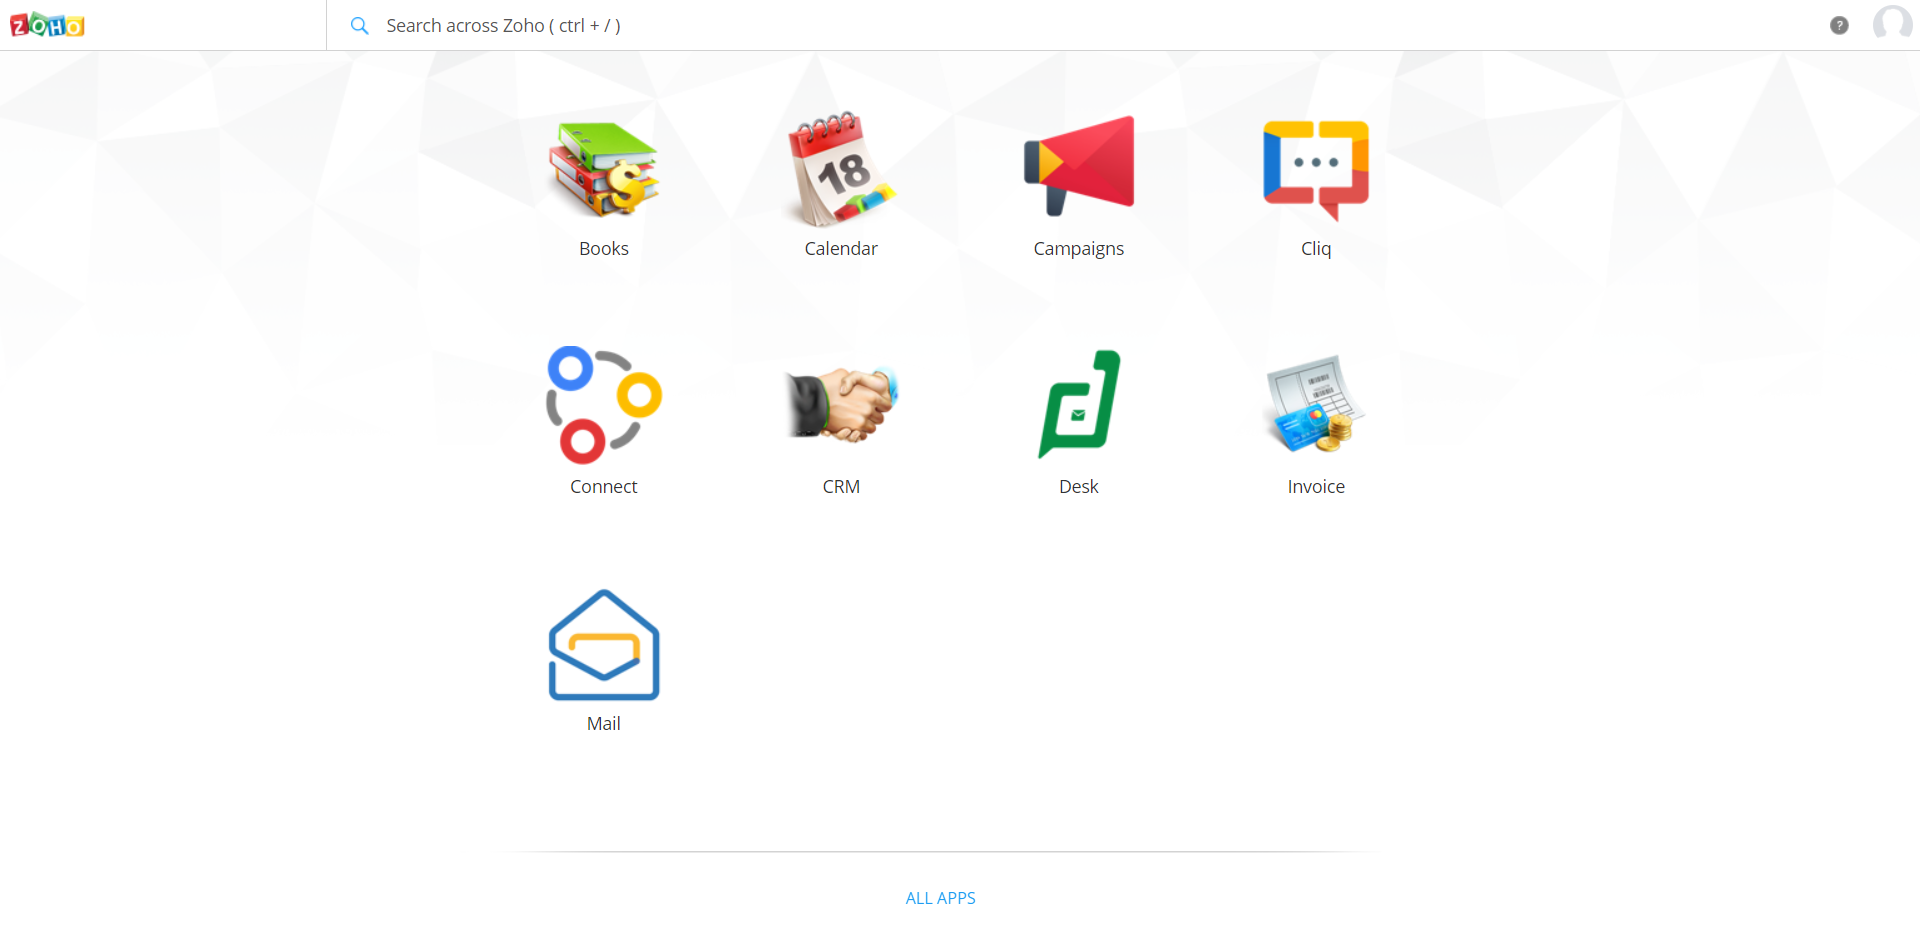 ZOHO
Search across Zoho ( ctrl + / )
?
18
Books
Calendar
Campaigns
Cliq
Connect
CRM
Desk
Invoice
Mail
ALL APPS